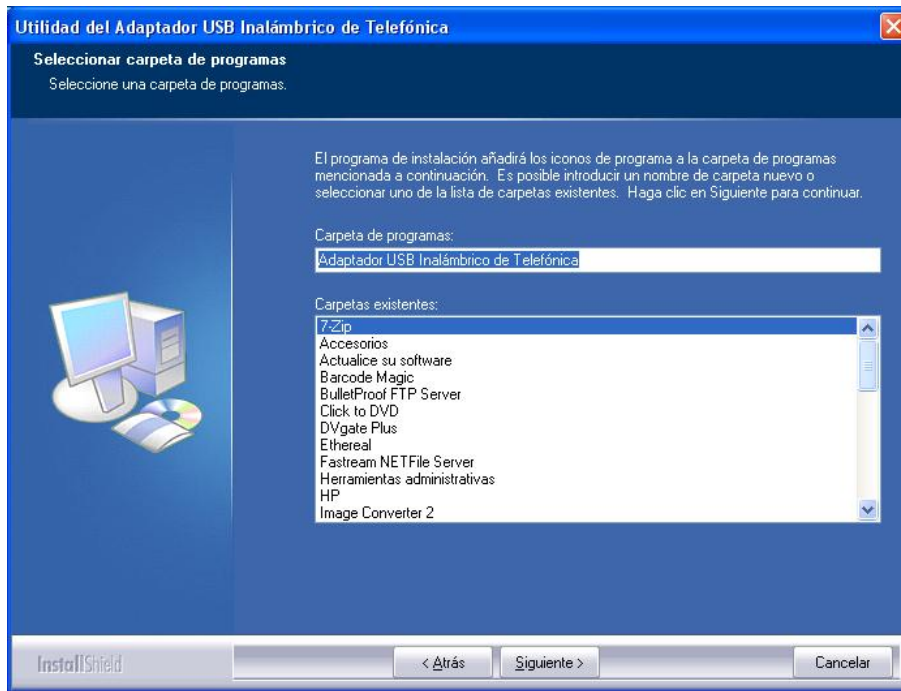 Utilidad del Adaptador USB Inalámbrico de Telefónica
Seleccionar carpeta de programas
Seleccione una carpeta de programas.
El programa de instalación añadirá los iconos de programa a la carpeta de programas
mencionada a continuación. Es posible introducir un nombre de carpeta nuevo o
seleccionar uno de la lista de carpetas existentes. Haga clic en Siguiente para continuar.
Carpeta de programas:
Adaptador USB Inalámbrico de Telefónica
Carpetas existentes:
7-Zip
Accesorios
Actualice su software
Barcode Magic
BulletProof FTP Server
Click to DVD
DVgate Plus
Ethereal
Fastream NETFile Server
Herramientas administrativas
HP
Image Converter 2
InstallShield
< Atrás
Siguiente >
Cancelar